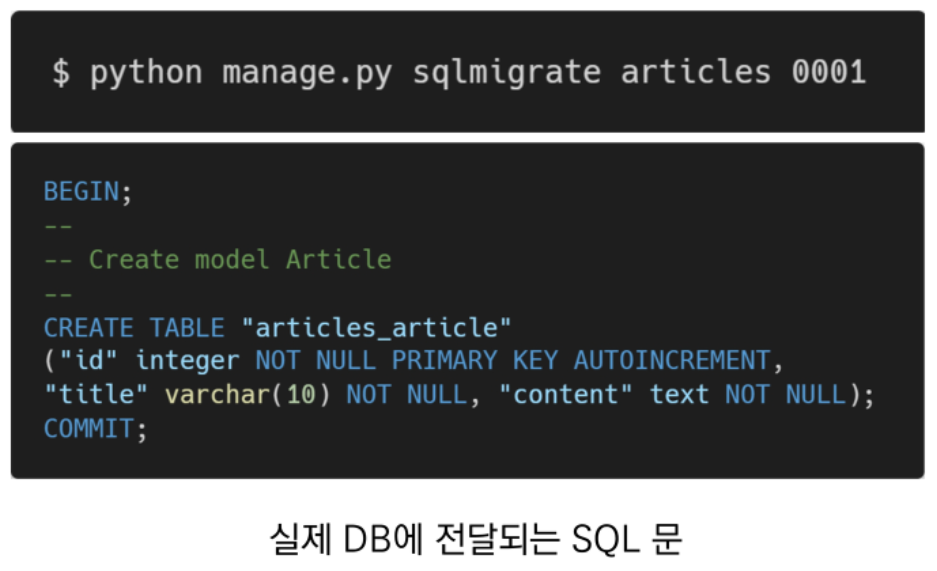 $ python manage.py sqlmigrate articles 0001
BEGIN;
--
-- Create model Article
--
CREATE TABLE "articles_article"
("id" integer NOT NULL PRIMARY KEY AUTOINCREMENT,
"title" varchar(10) NOT NULL, "content" text NOT NULL);
COMMIT;
실제 DB에 전달되는 SQL 문